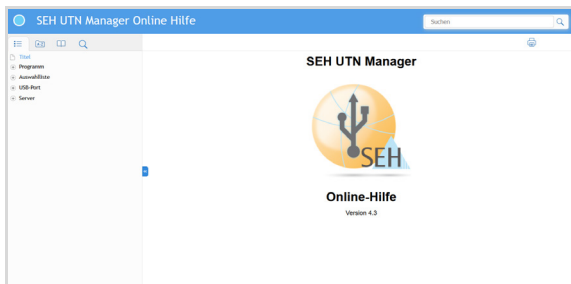 SEH UTN Manager Online Hilfe
Suchen
Titel
Programm
Auswahlliste
USB-Port
Server
SEH UTN Manager
SEH
Online-Hilfe
Version 4.3